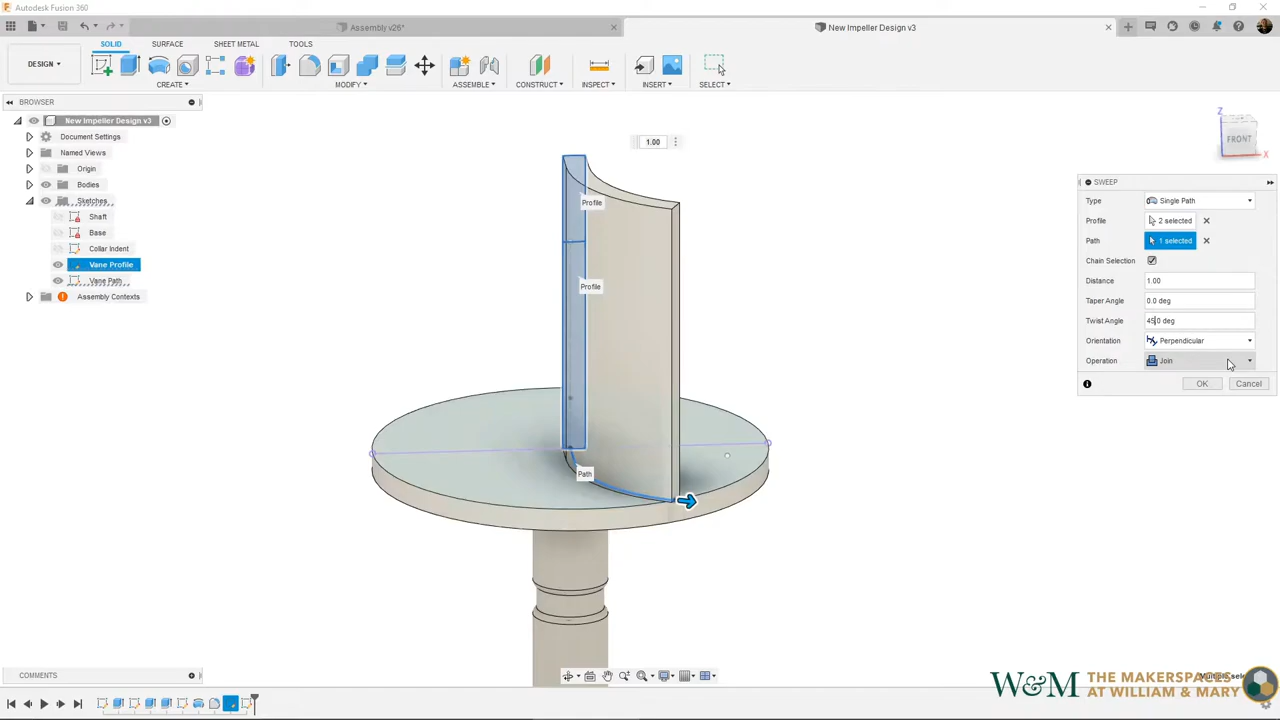 Autodesk Fusion 360
Assembly v26*
New Impeller Design v3
DESIGN
SOLID SURFACE SHEET METAL TOOLS
CREATE MODIFY ASSEMBLE CONSTRUCT INSPECT INSERT SELECT
BROWSER
New Impeller Design v3
Document Settings
Named Views
Origin
Bodies
Sketches
Shaft
Base
Collar Indent
Vane Profile
Vane Path
Assembly Contexts
1.00
Profile
Profile
Path
Z
FRONT
X
SWEEP
Type Single Path
Profile 2 selected
Path 1 selected
Chain Selection
Distance 1.00
Taper Angle 0.0 deg
Twist Angle 45.0 deg
Orientation Perpendicular
Operation Join
OK Cancel
COMMENTS
W&M THE MAKERSPACES
AT WILLIAM & MARY